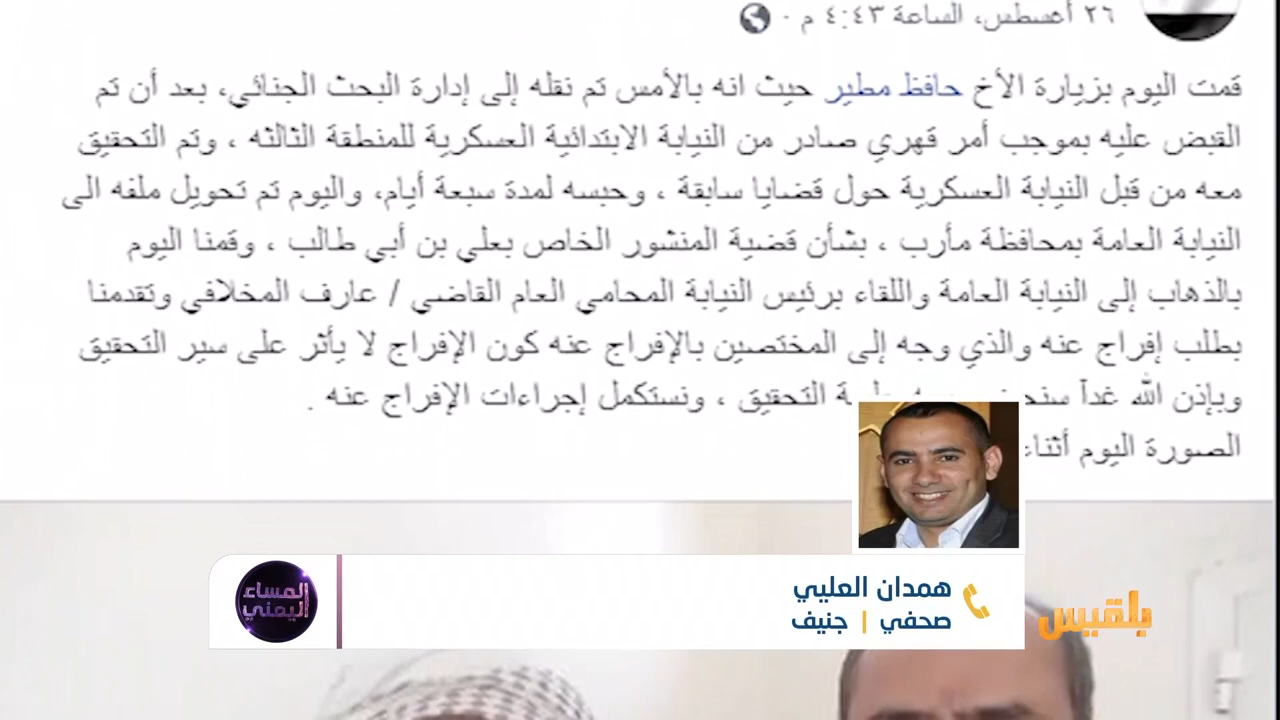 ٢٦ أغسطس، الساعة ٤:٤٣ م ·
قمت اليوم بزيارة الأخ حافظ مطير حيث انه بالأمس تم نقله إلى إدارة البحث الجنائي، بعد أن تم
القبض عليه بموجب أمر قهري صادر من النيابة الابتدائية العسكرية للمنطقة الثالثه ، وتم التحقيق
معه من قبل النيابة العسكرية حول قضايا سابقة ، وحبسه لمدة سبعة أيام، واليوم تم تحويل ملفه الى
النيابة العامة بمحافظة مأرب ، بشأن قضية المنشور الخاص بعلي بن أبي طالب ، وقمنا اليوم
بالذهاب إلى النيابة العامة واللقاء برئيس النيابة المحامي العام القاضي / عارف المخلافي وتقدمنا
بطلب إفراج عنه والذي وجه إلى المختصين بالإفراج عنه كون الإفراج لا يأثر على سير التحقيق
وبإذن الله غداً التحقيق ، ونستكمل إجراءات الإفراج عنه .
الصورة اليوم أثناء
همدان العليي
صحفي | جنيف
المساء اليمني
بلقيس